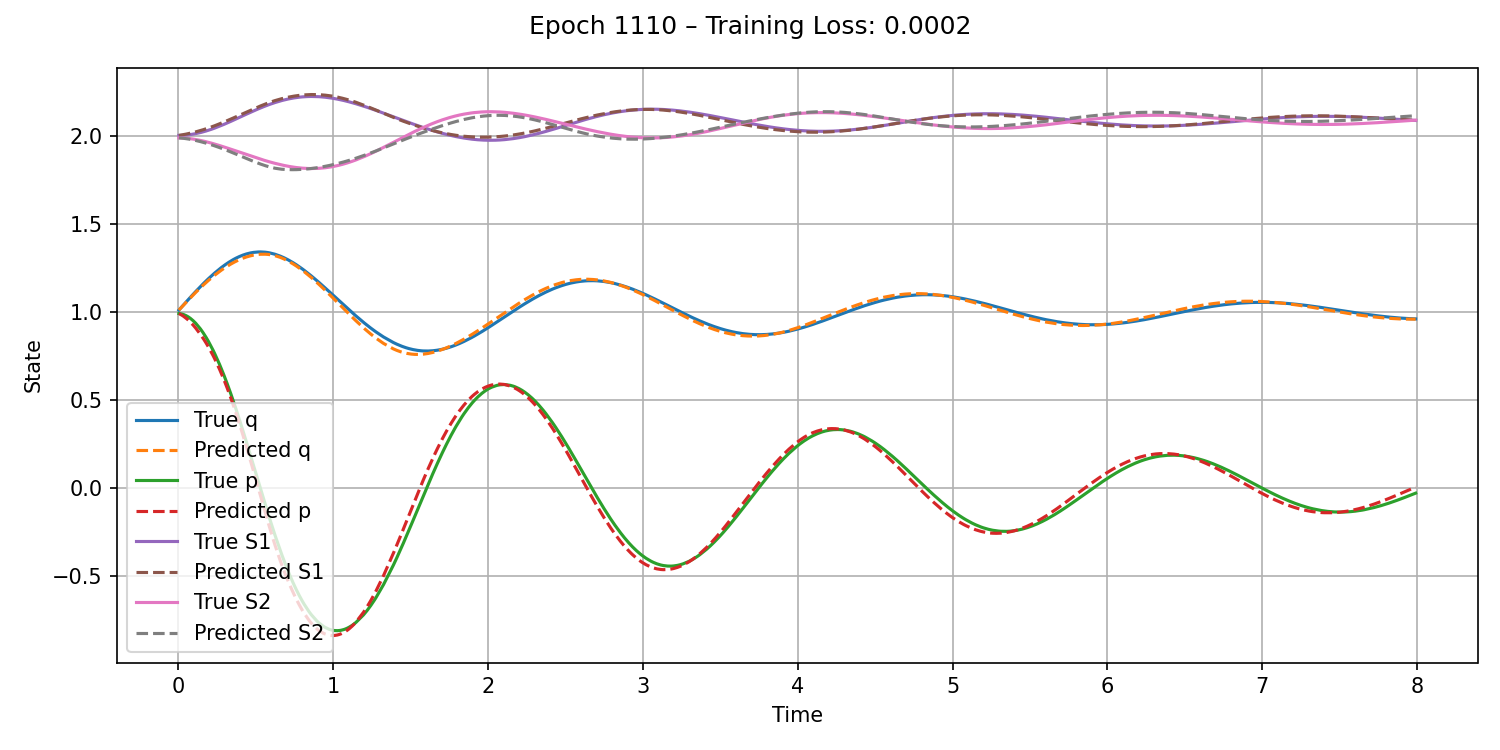 Epoch 1110 – Training Loss: 0.0002
State
2.0
1.5
1.0
0.5
0.0
−0.5
True q
Predicted q
True p
Predicted p
True S1
Predicted S1
True S2
Predicted S2
0 1 2 3 4 5 6 7 8
Time